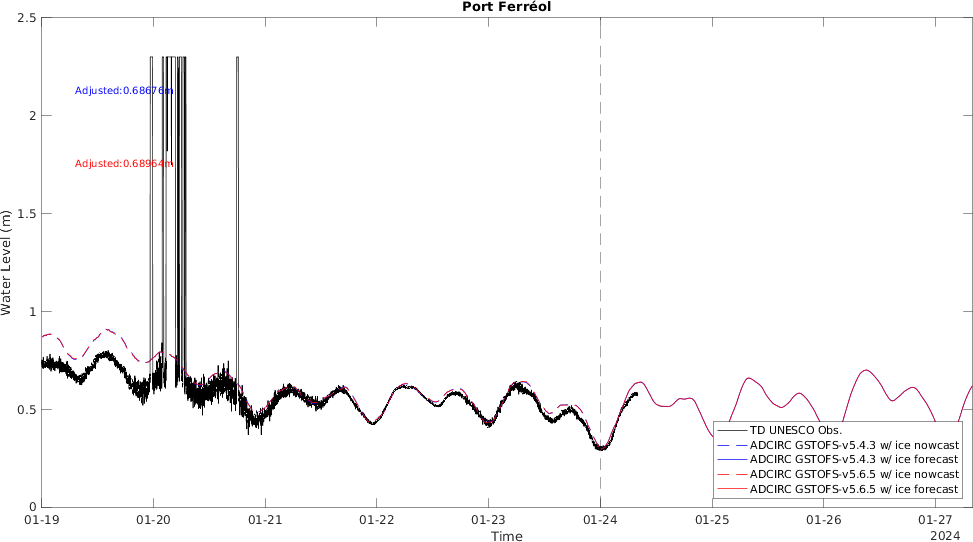 Port Ferréol
2.5
2
1.5
1
0.5
0
Water Level (m)
Adjusted:0.68676m
Adjusted:0.68964m
TD UNESCO Obs.
ADCIRC GSTOFS-v5.4.3 w/ ice nowcast
ADCIRC GSTOFS-v5.4.3 w/ ice forecast
ADCIRC GSTOFS-v5.6.5 w/ ice nowcast
ADCIRC GSTOFS-v5.6.5 w/ ice forecast
01-19 01-20 01-21 01-22 01-23 01-24 01-25 01-26 01-27
Time
2024